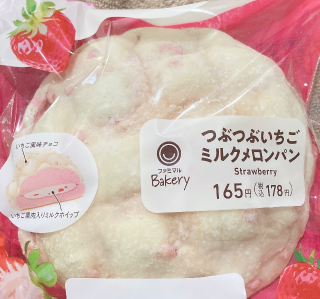 つぶつぶいちご
ミルクメロンパン
Strawberry
ファミマル
Bakery
165円(税込178円)
いちご風味チョコ
いちご果肉入りミルクホイップ